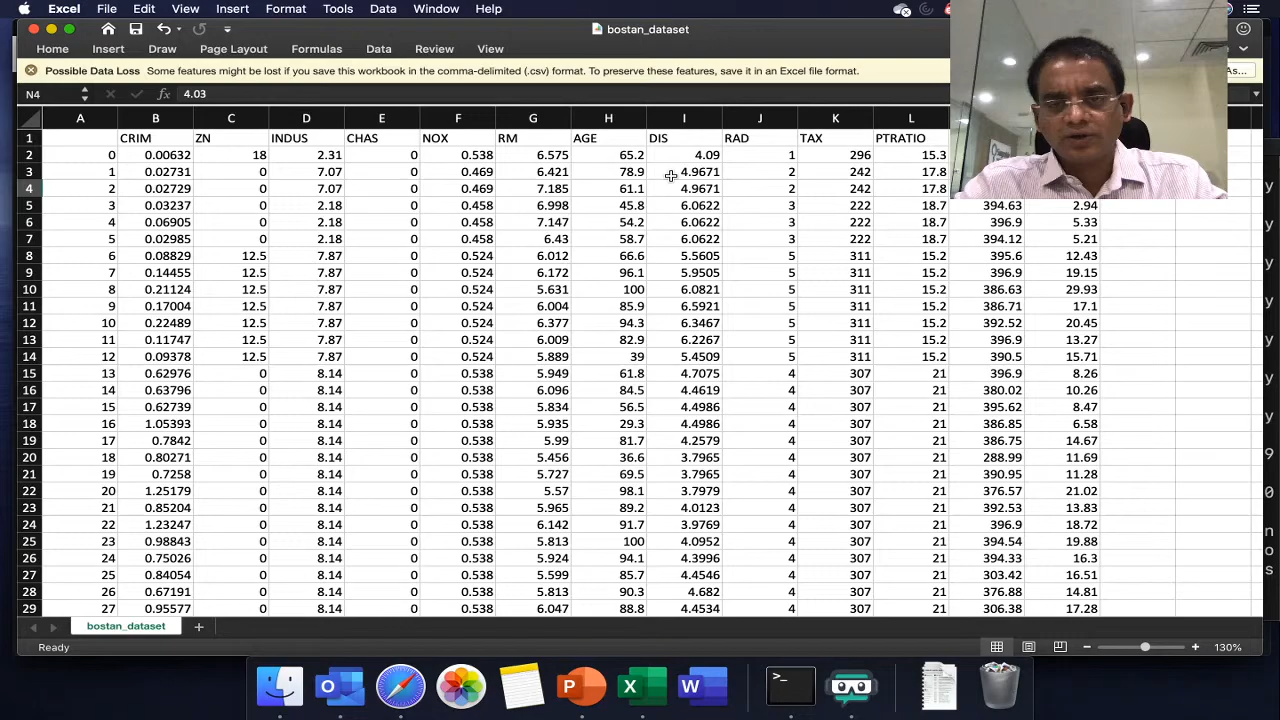 Excel File Edit View Insert Format Tools Data Window Help
bostan_dataset
Home Insert Draw Page Layout Formulas Data Review View
Possible Data Loss Some features might be lost if you save this workbook in the comma-delimited (.csv) format. To preserve these features, save it in an Excel file format. As...
N4 fx 4.03
A B C D E F G H I J K L
1 CRIM ZN INDUS CHAS NOX RM AGE DIS RAD TAX PTRATIO
2 0 0.00632 18 2.31 0 0.538 6.575 65.2 4.09 1 296 15.3
3 1 0.02731 0 7.07 0 0.469 6.421 78.9 4.9671 2 242 17.8
4 2 0.02729 0 7.07 0 0.469 7.185 61.1 4.9671 2 242 17.8
5 3 0.03237 0 2.18 0 0.458 6.998 45.8 6.0622 3 222 18.7 394.63 2.94
6 4 0.06905 0 2.18 0 0.458 7.147 54.2 6.0622 3 222 18.7 396.9 5.33
7 5 0.02985 0 2.18 0 0.458 6.43 58.7 6.0622 3 222 18.7 394.12 5.21
8 6 0.08829 12.5 7.87 0 0.524 6.012 66.6 5.5605 5 311 15.2 395.6 12.43
9 7 0.14455 12.5 7.87 0 0.524 6.172 96.1 5.9505 5 311 15.2 396.9 19.15
10 8 0.21124 12.5 7.87 0 0.524 5.631 100 6.0821 5 311 15.2 386.63 29.93
11 9 0.17004 12.5 7.87 0 0.524 6.004 85.9 6.5921 5 311 15.2 386.71 17.1
12 10 0.22489 12.5 7.87 0 0.524 6.377 94.3 6.3467 5 311 15.2 392.52 20.45
13 11 0.11747 12.5 7.87 0 0.524 6.009 82.9 6.2267 5 311 15.2 396.9 13.27
14 12 0.09378 12.5 7.87 0 0.524 5.889 39 5.4509 5 311 15.2 390.5 15.71
15 13 0.62976 0 8.14 0 0.538 5.949 61.8 4.7075 4 307 21 396.9 8.26
16 14 0.63796 0 8.14 0 0.538 6.096 84.5 4.4619 4 307 21 380.02 10.26
17 15 0.62739 0 8.14 0 0.538 5.834 56.5 4.4986 4 307 21 395.62 8.47
18 16 1.05393 0 8.14 0 0.538 5.935 29.3 4.4986 4 307 21 386.85 6.58
19 17 0.7842 0 8.14 0 0.538 5.99 81.7 4.2579 4 307 21 386.75 14.67
20 18 0.80271 0 8.14 0 0.538 5.456 36.6 3.7965 4 307 21 288.99 11.69
21 19 0.7258 0 8.14 0 0.538 5.727 69.5 3.7965 4 307 21 390.95 11.28
22 20 1.25179 0 8.14 0 0.538 5.57 98.1 3.7979 4 307 21 376.57 21.02
23 21 0.85204 0 8.14 0 0.538 5.965 89.2 4.0123 4 307 21 392.53 13.83
24 22 1.23247 0 8.14 0 0.538 6.142 91.7 3.9769 4 307 21 396.9 18.72
25 23 0.98843 0 8.14 0 0.538 5.813 100 4.0952 4 307 21 394.54 19.88
26 24 0.75026 0 8.14 0 0.538 5.924 94.1 4.3996 4 307 21 394.33 16.3
27 25 0.84054 0 8.14 0 0.538 5.599 85.7 4.4546 4 307 21 303.42 16.51
28 26 0.67191 0 8.14 0 0.538 5.813 90.3 4.682 4 307 21 376.88 14.81
29 27 0.95577 0 8.14 0 0.538 6.047 88.8 4.4534 4 307 21 306.38 17.28
bostan_dataset
Ready 130%